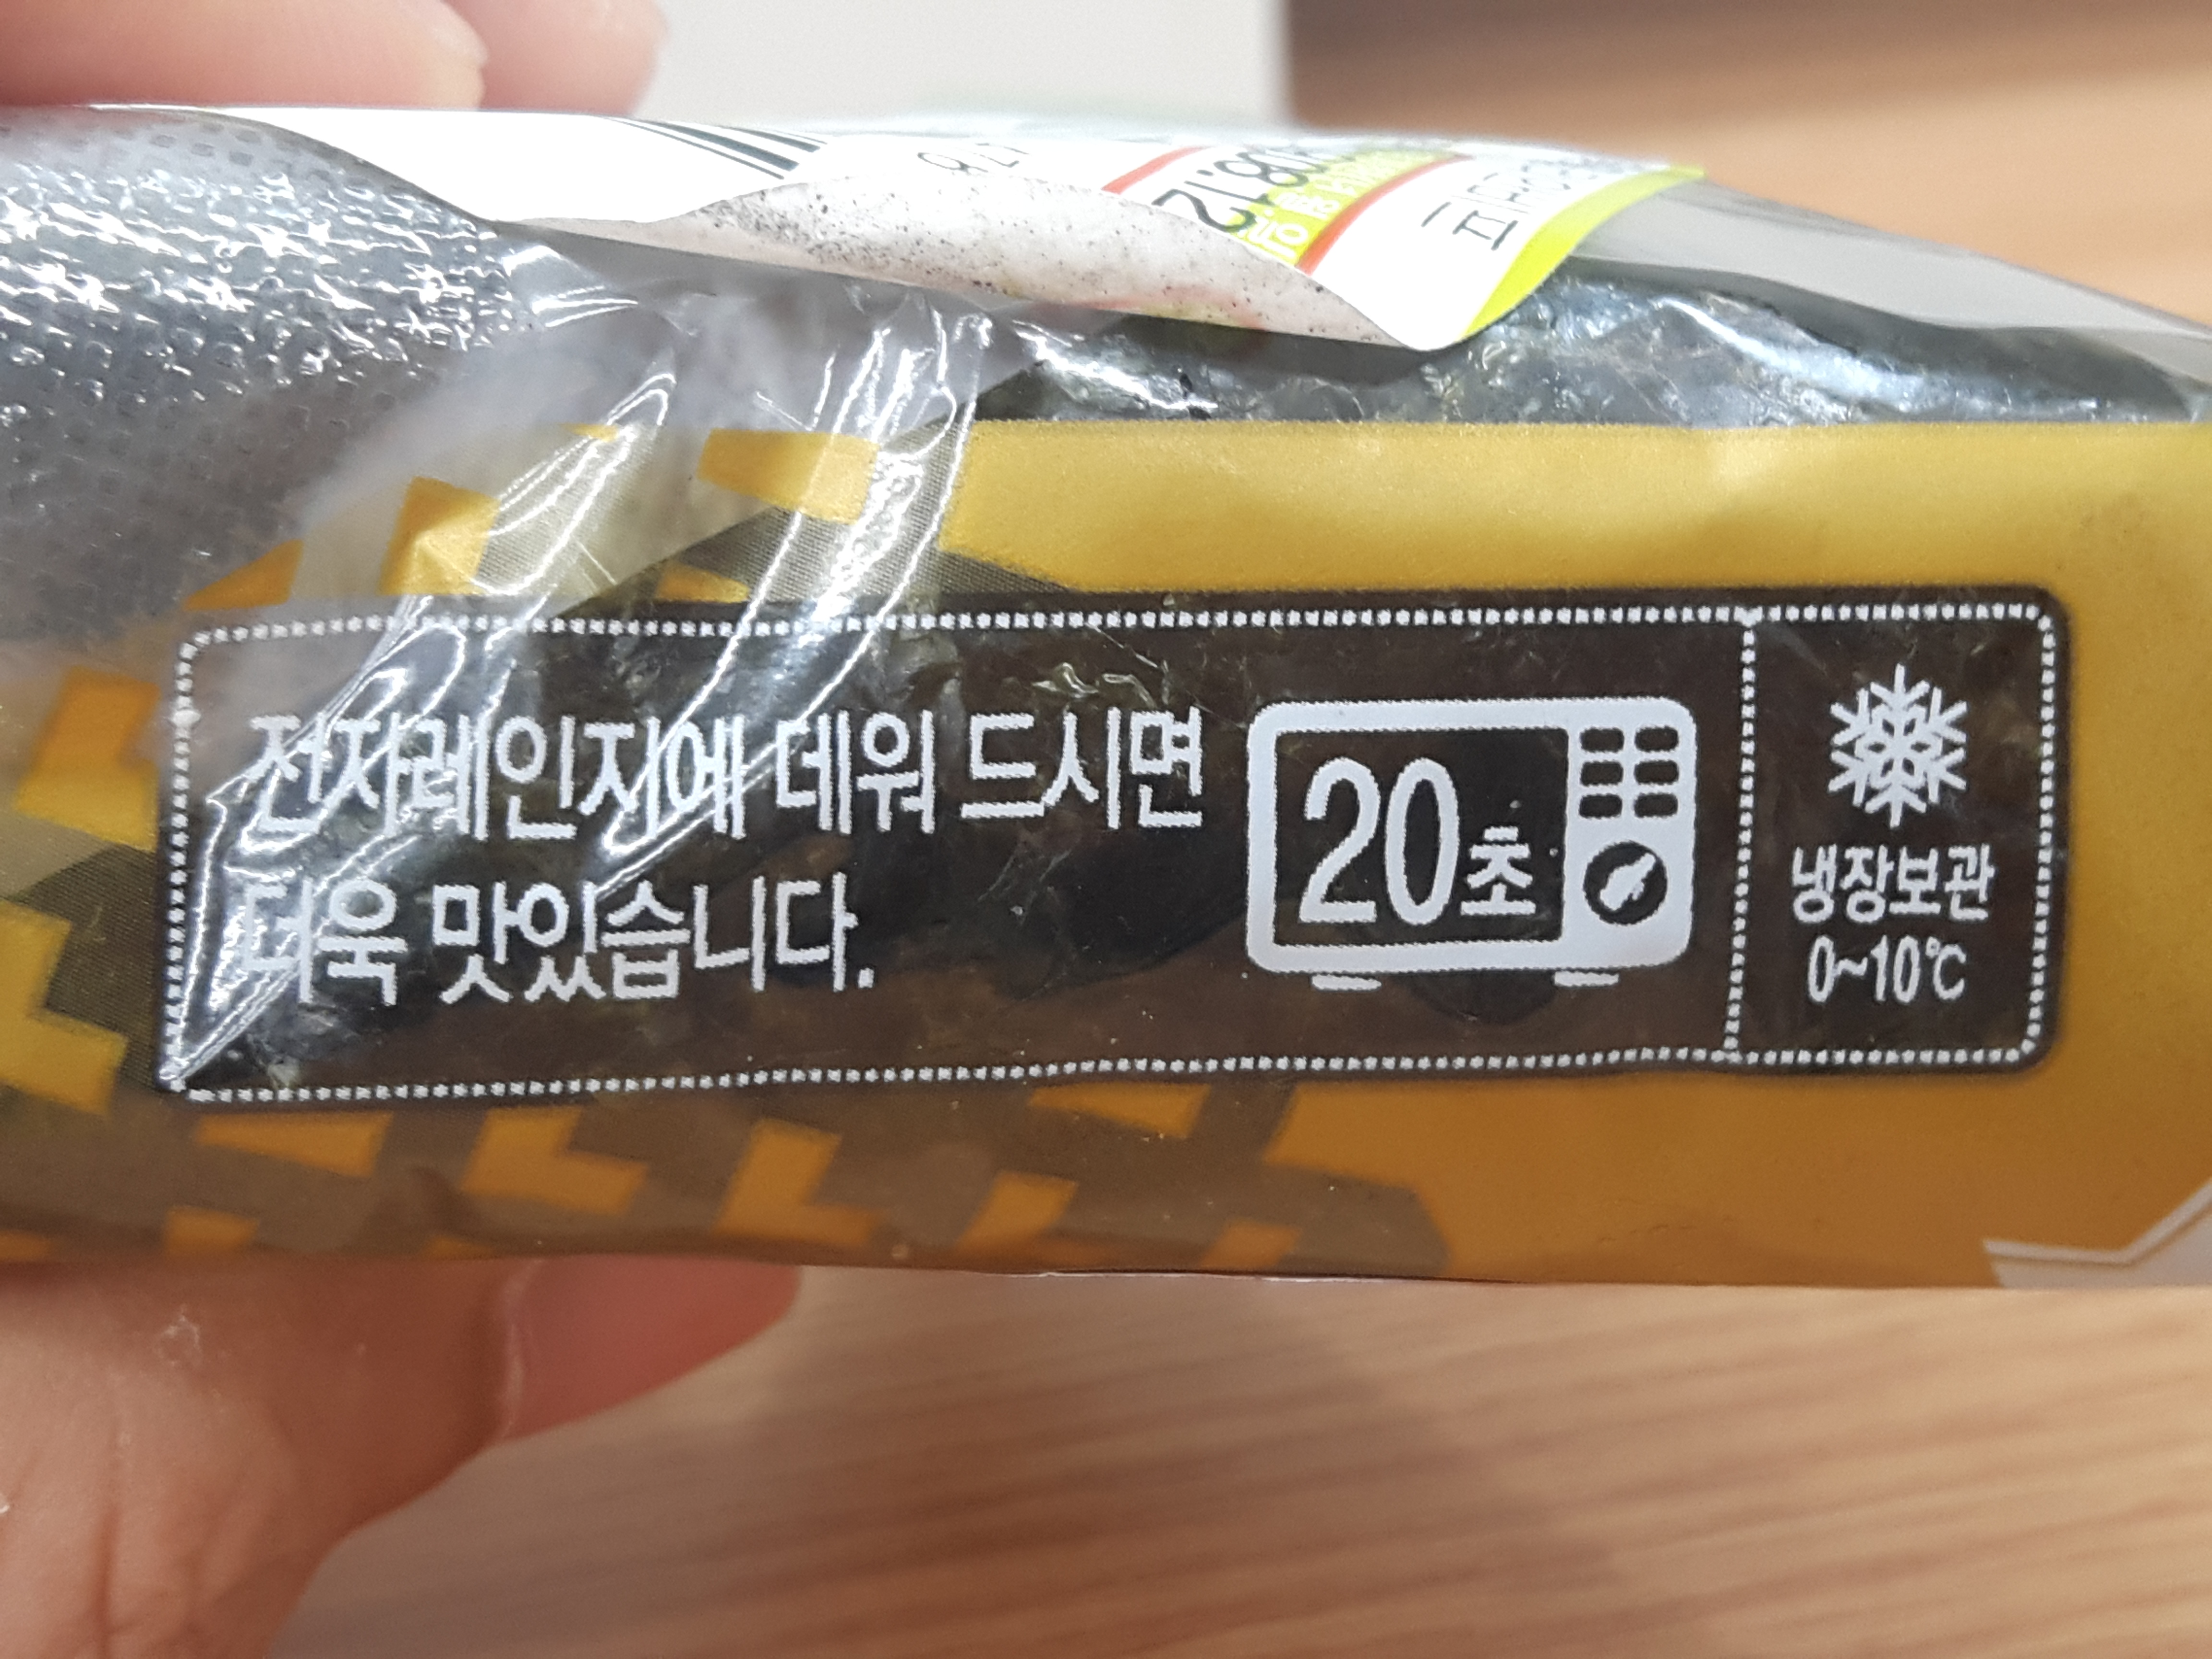 전자레인지에 데워 드시면
더욱 맛있습니다.
20초
냉장보관
0~10℃